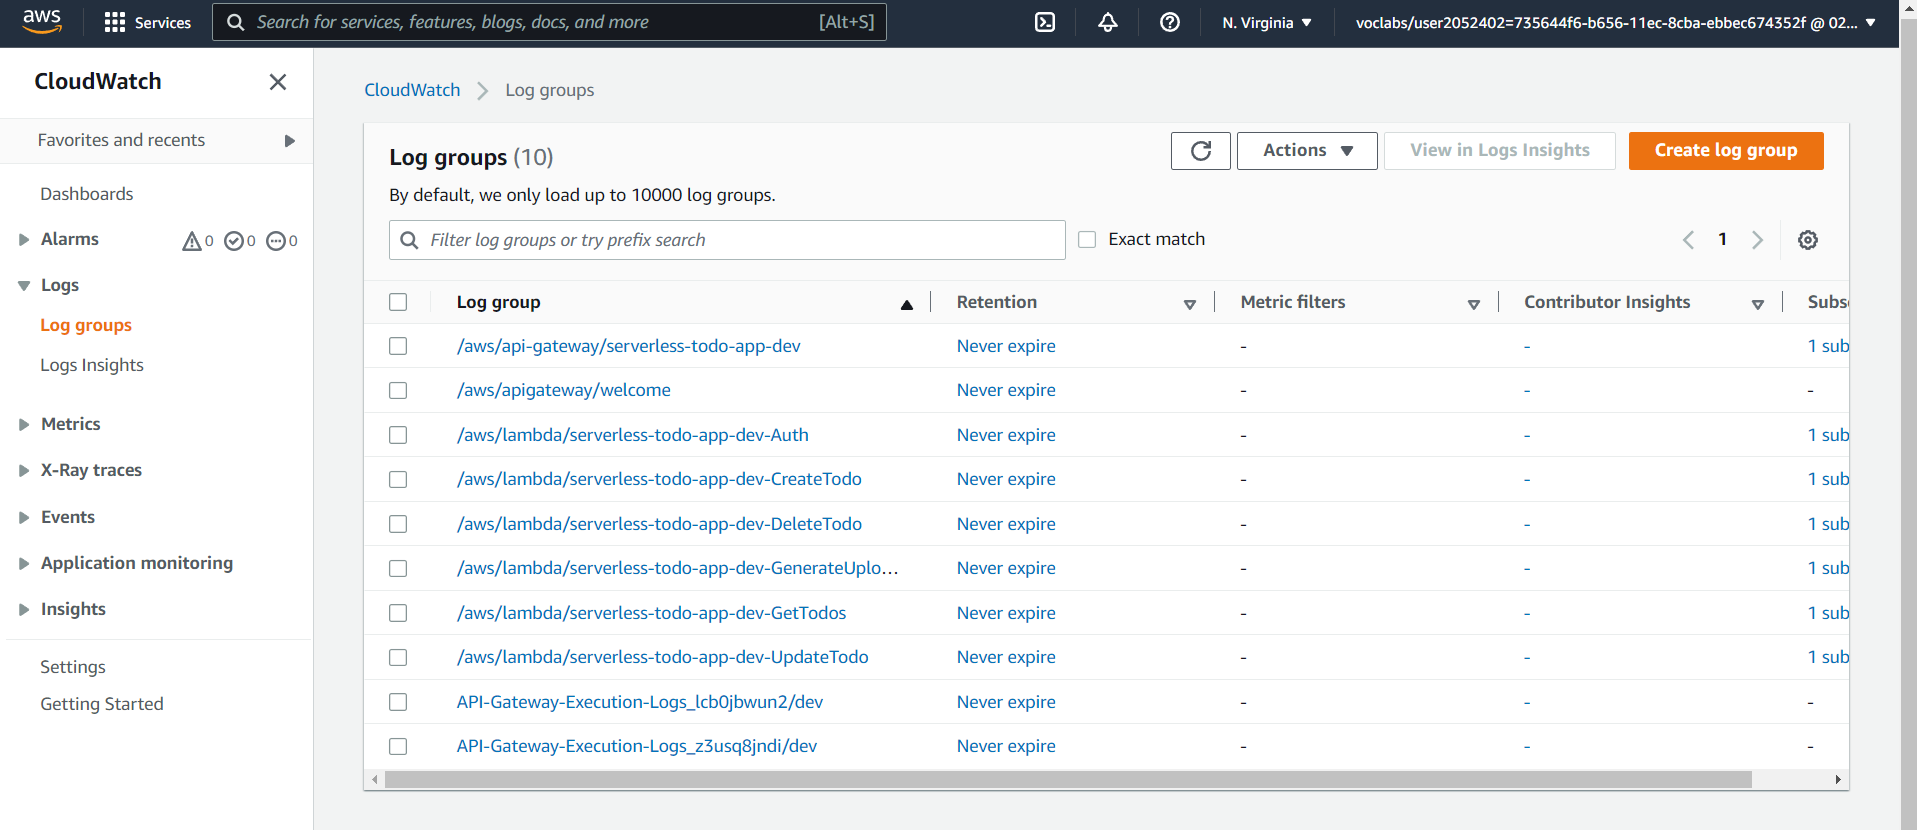 aws Services Search for services, features, blogs, docs, and more [Alt+S] N. Virginia ▼ voclabs/user2052402=735644f6-b656-11ec-8cba-ebbec674352f @ 02... ▼
CloudWatch
Favorites and recents
Dashboards
Alarms 0 0 0
Logs
Log groups
Logs Insights
Metrics
X-Ray traces
Events
Application monitoring
Insights
Settings
Getting Started
CloudWatch > Log groups
Log groups (10)
Actions ▼ View in Logs Insights Create log group
By default, we only load up to 10000 log groups.
Filter log groups or try prefix search Exact match 1
Log group Retention Metric filters Contributor Insights Subs
/aws/api-gateway/serverless-todo-app-dev Never expire - - 1 sub
/aws/apigateway/welcome Never expire - - -
/aws/lambda/serverless-todo-app-dev-Auth Never expire - - 1 sub
/aws/lambda/serverless-todo-app-dev-CreateTodo Never expire - - 1 sub
/aws/lambda/serverless-todo-app-dev-DeleteTodo Never expire - - 1 sub
/aws/lambda/serverless-todo-app-dev-GenerateUplo... Never expire - - 1 sub
/aws/lambda/serverless-todo-app-dev-GetTodos Never expire - - 1 sub
/aws/lambda/serverless-todo-app-dev-UpdateTodo Never expire - - 1 sub
API-Gateway-Execution-Logs_lcb0jbwun2/dev Never expire - - -
API-Gateway-Execution-Logs_z3usq8jndi/dev Never expire - - -